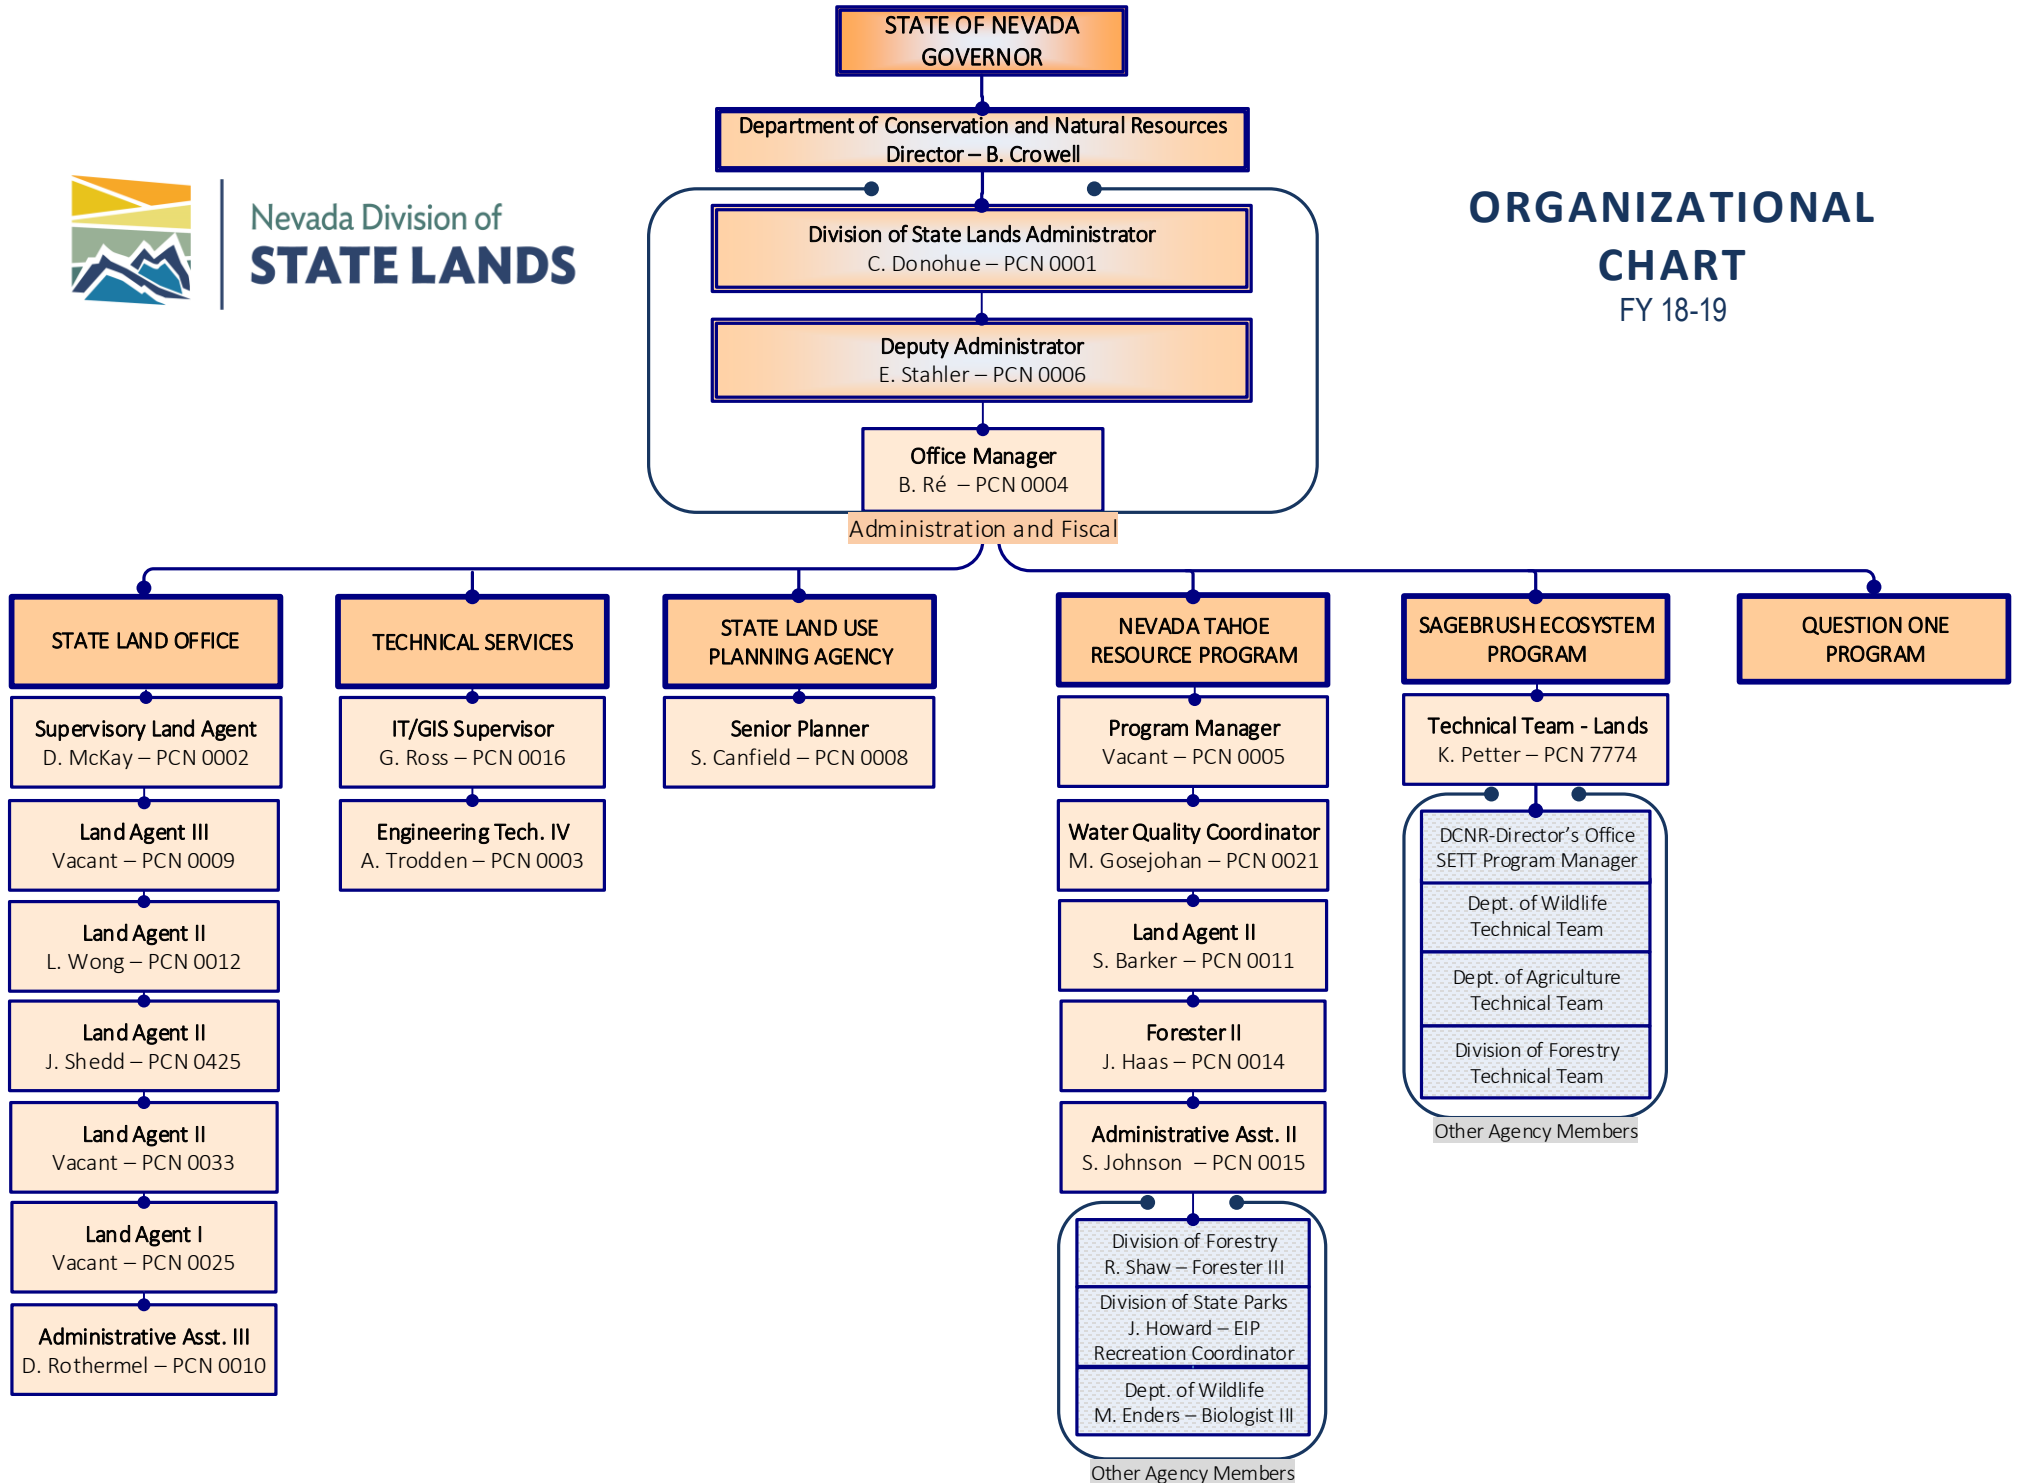 STATE OF NEVADA
GOVERNOR
Department of Conservation and Natural Resources
Director – B. Crowell
Nevada Division of
STATE LANDS
ORGANIZATIONAL
CHART
FY 18-19
Division of State Lands Administrator
C. Donohue – PCN 0001
Deputy Administrator
E. Stahler – PCN 0006
Office Manager
B. Ré – PCN 0004
Administration and Fiscal
STATE LAND OFFICE
Supervisory Land Agent
D. McKay – PCN 0002
Land Agent III
Vacant – PCN 0009
Land Agent II
L. Wong – PCN 0012
Land Agent II
J. Shedd – PCN 0425
Land Agent II
Vacant – PCN 0033
Land Agent I
Vacant – PCN 0025
Administrative Asst. III
D. Rothermel – PCN 0010
TECHNICAL SERVICES
IT/GIS Supervisor
G. Ross – PCN 0016
Engineering Tech. IV
A. Trodden – PCN 0003
STATE LAND USE
PLANNING AGENCY
Senior Planner
S. Canfield – PCN 0008
NEVADA TAHOE
RESOURCE PROGRAM
Program Manager
Vacant – PCN 0005
Water Quality Coordinator
M. Gosejohan – PCN 0021
Land Agent II
S. Barker – PCN 0011
Forester II
J. Haas – PCN 0014
Administrative Asst. II
S. Johnson – PCN 0015
Division of Forestry
R. Shaw – Forester III
Division of State Parks
J. Howard – EIP
Recreation Coordinator
Dept. of Wildlife
M. Enders – Biologist III
Other Agency Members
SAGEBRUSH ECOSYSTEM
PROGRAM
Technical Team - Lands
K. Petter – PCN 7774
DCNR-Director’s Office
SETT Program Manager
Dept. of Wildlife
Technical Team
Dept. of Agriculture
Technical Team
Division of Forestry
Technical Team
Other Agency Members
QUESTION ONE
PROGRAM